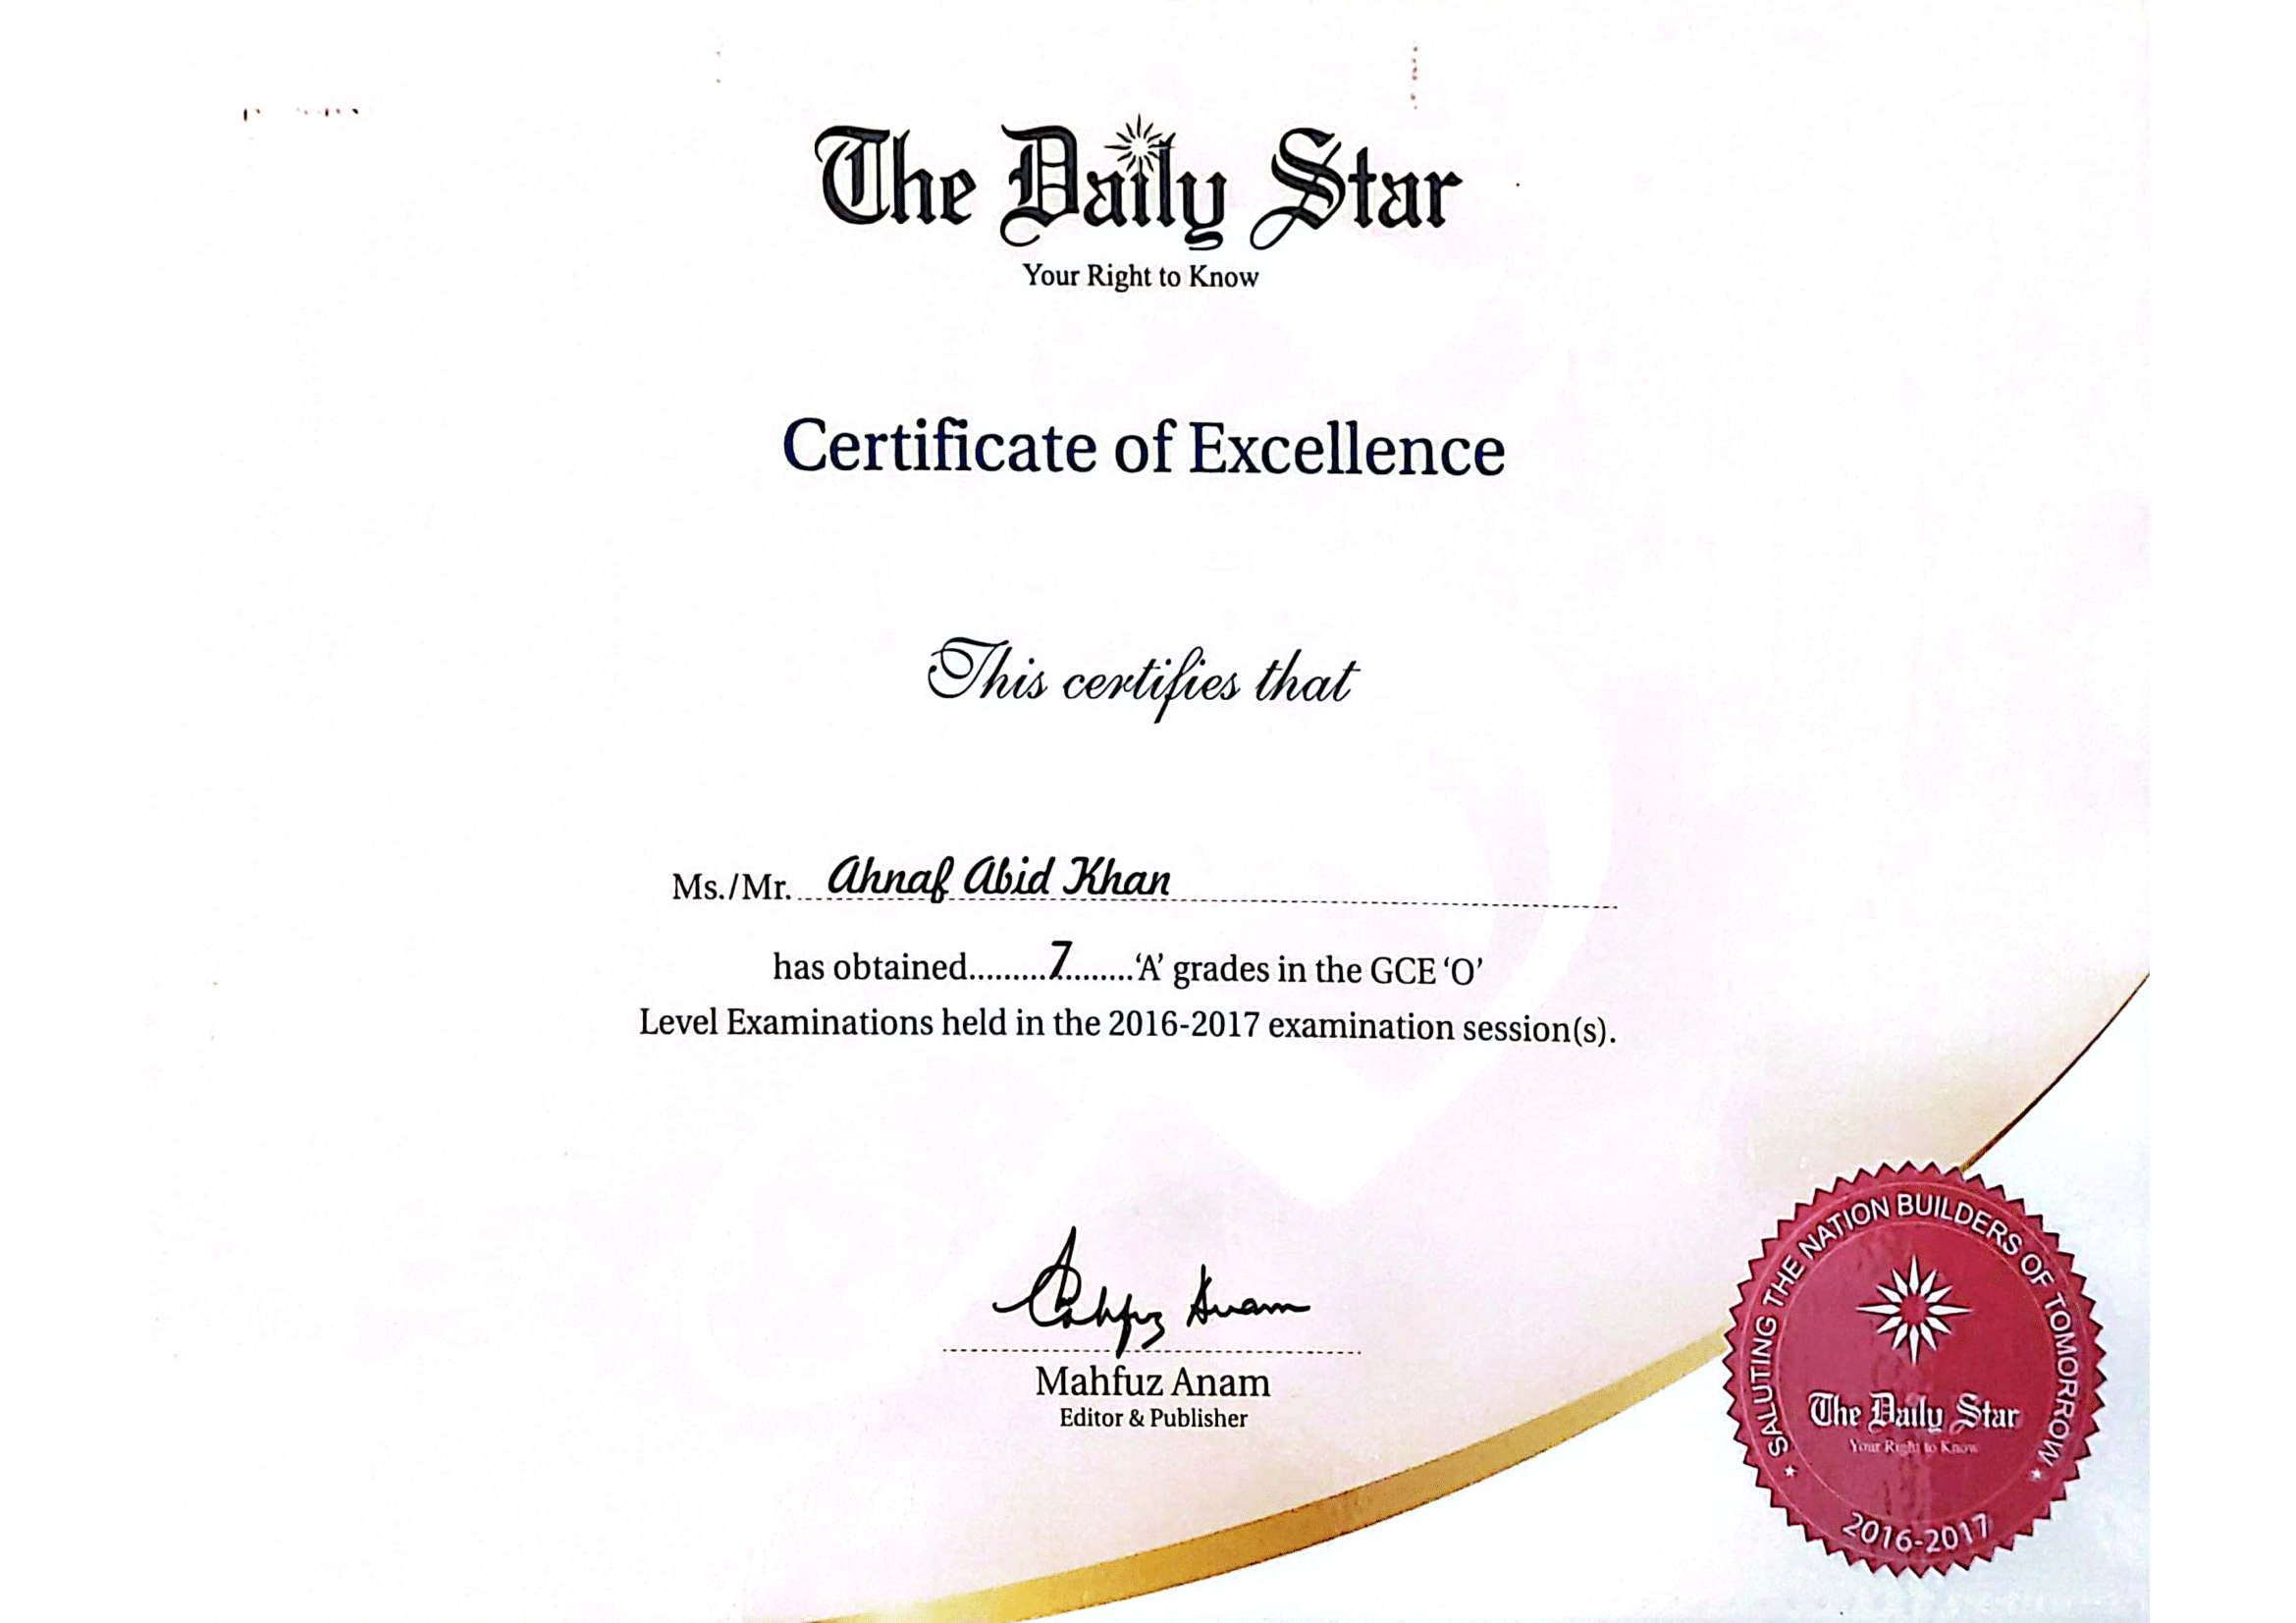 The Daily Star
Your Right to Know
Certificate of Excellence
This certifies that
Ms./Mr. Ahnaf Abid Khan
has obtained.........7.........‘A’ grades in the GCE ‘O’
Level Examinations held in the 2016-2017 examination session(s).
Mahfuz Anam
Mahfuz Anam
Editor & Publisher
SALUTING THE NATION BUILDERS OF TOMORROW
The Daily Star
Your Right to Know
2016-2017